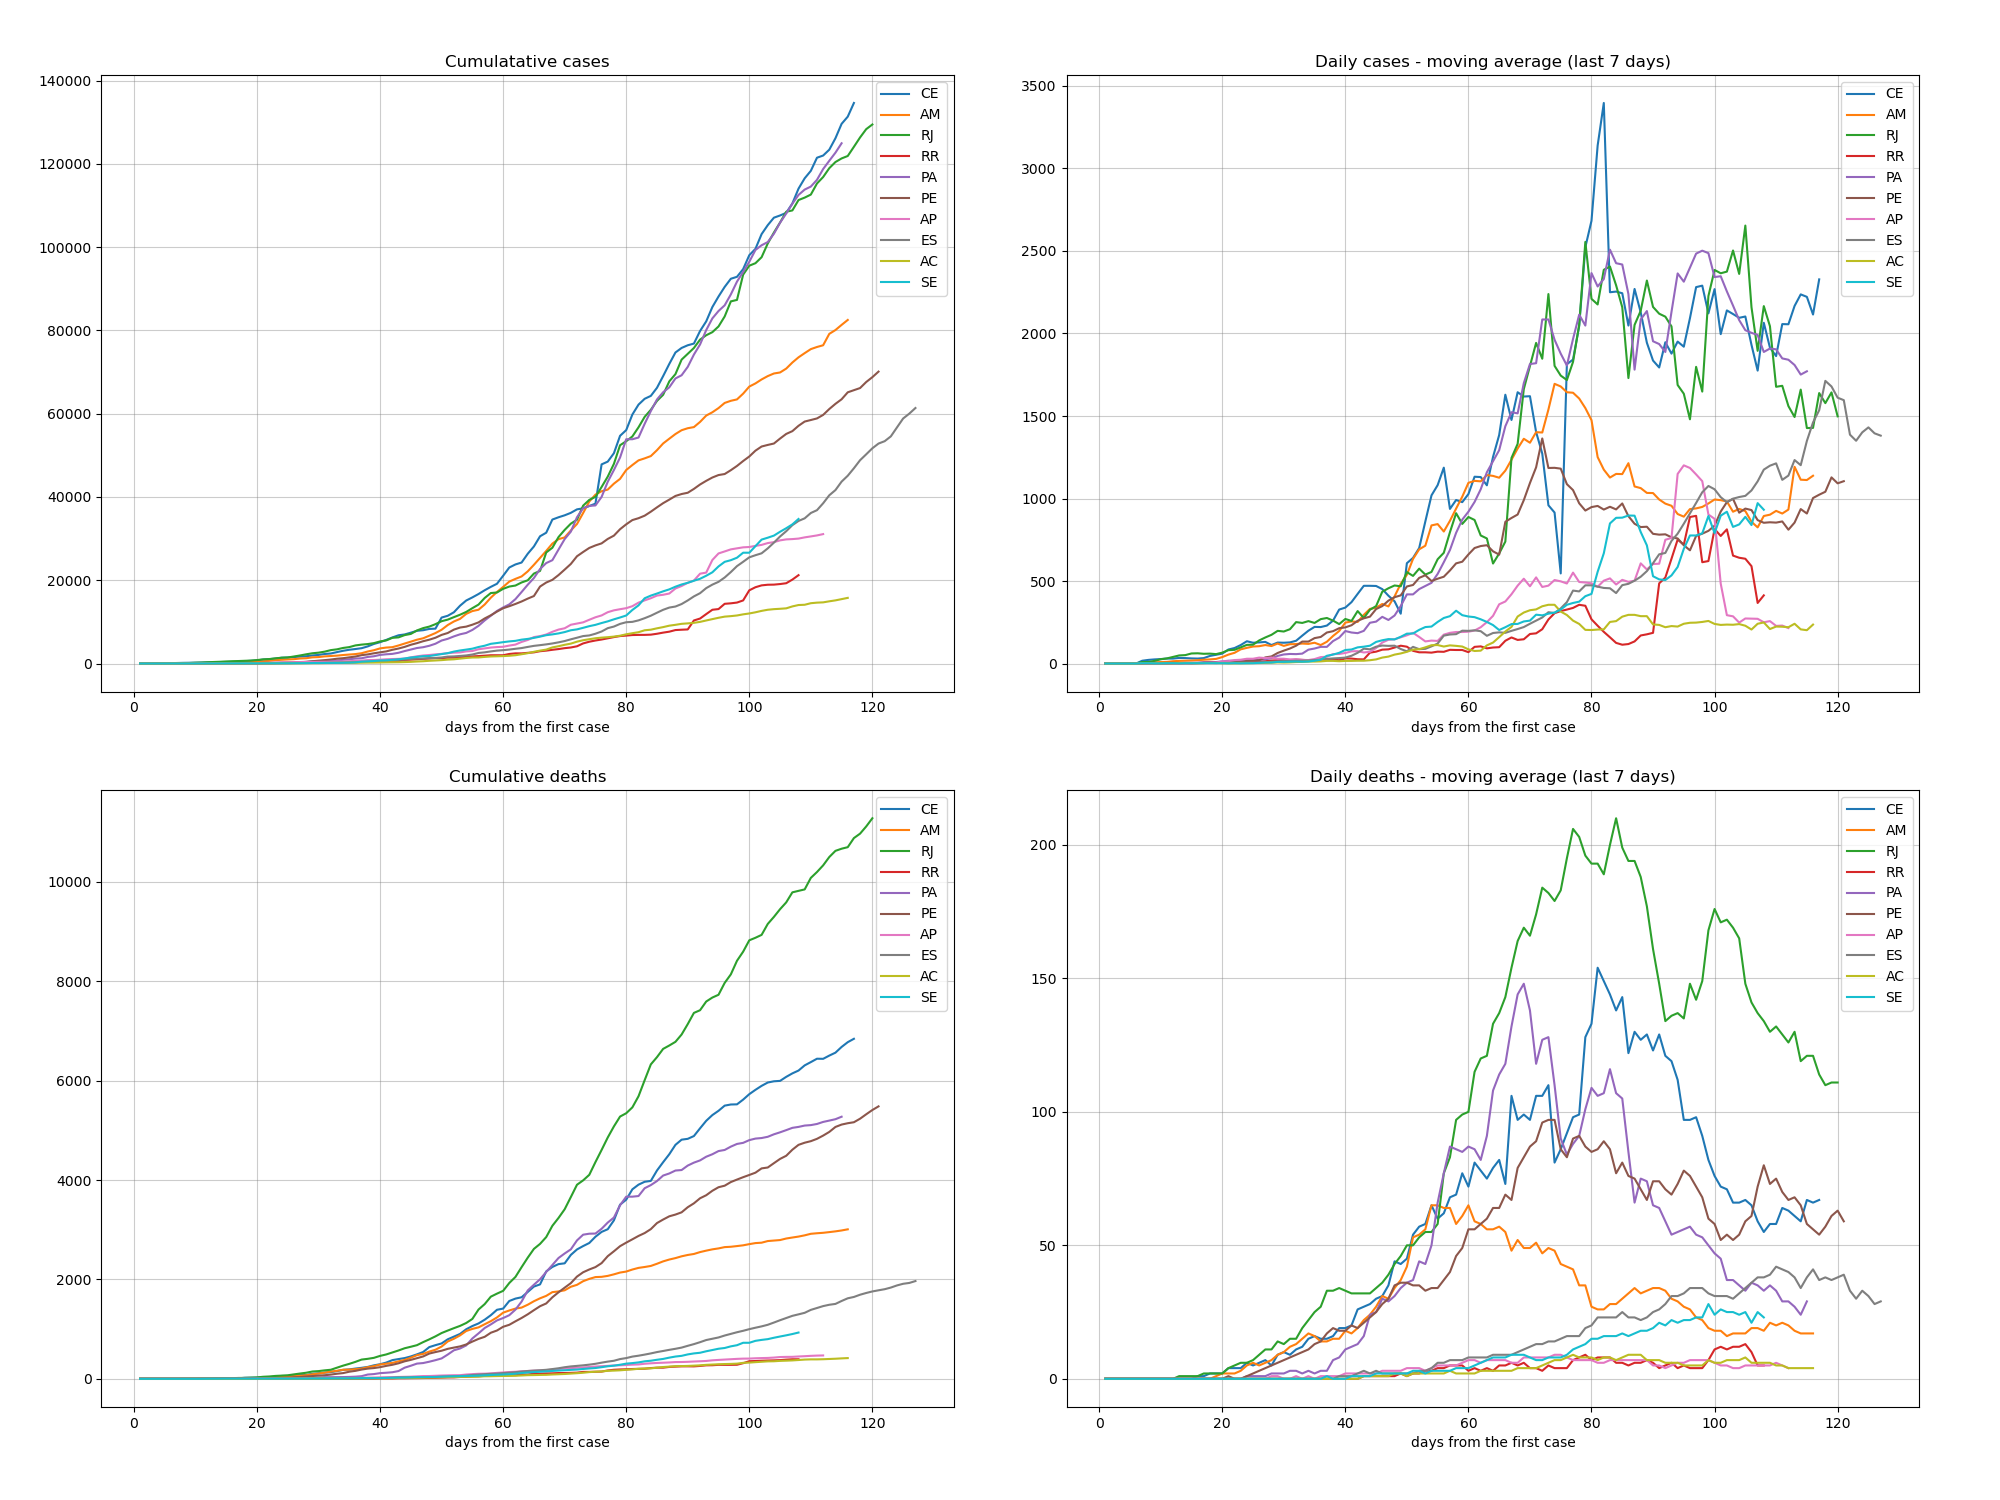 Cumulatative cases
140000
120000
100000
80000
60000
40000
20000
0
0 20 40 60 80 100 120
days from the first case
CE
AM
RJ
RR
PA
PE
AP
ES
AC
SE
Daily cases - moving average (last 7 days)
3500
3000
2500
2000
1500
1000
500
0
0 20 40 60 80 100 120
days from the first case
CE
AM
RJ
RR
PA
PE
AP
ES
AC
SE
Cumulative deaths
10000
8000
6000
4000
2000
0
0 20 40 60 80 100 120
days from the first case
CE
AM
RJ
RR
PA
PE
AP
ES
AC
SE
Daily deaths - moving average (last 7 days)
200
150
100
50
0
0 20 40 60 80 100 120
days from the first case
CE
AM
RJ
RR
PA
PE
AP
ES
AC
SE